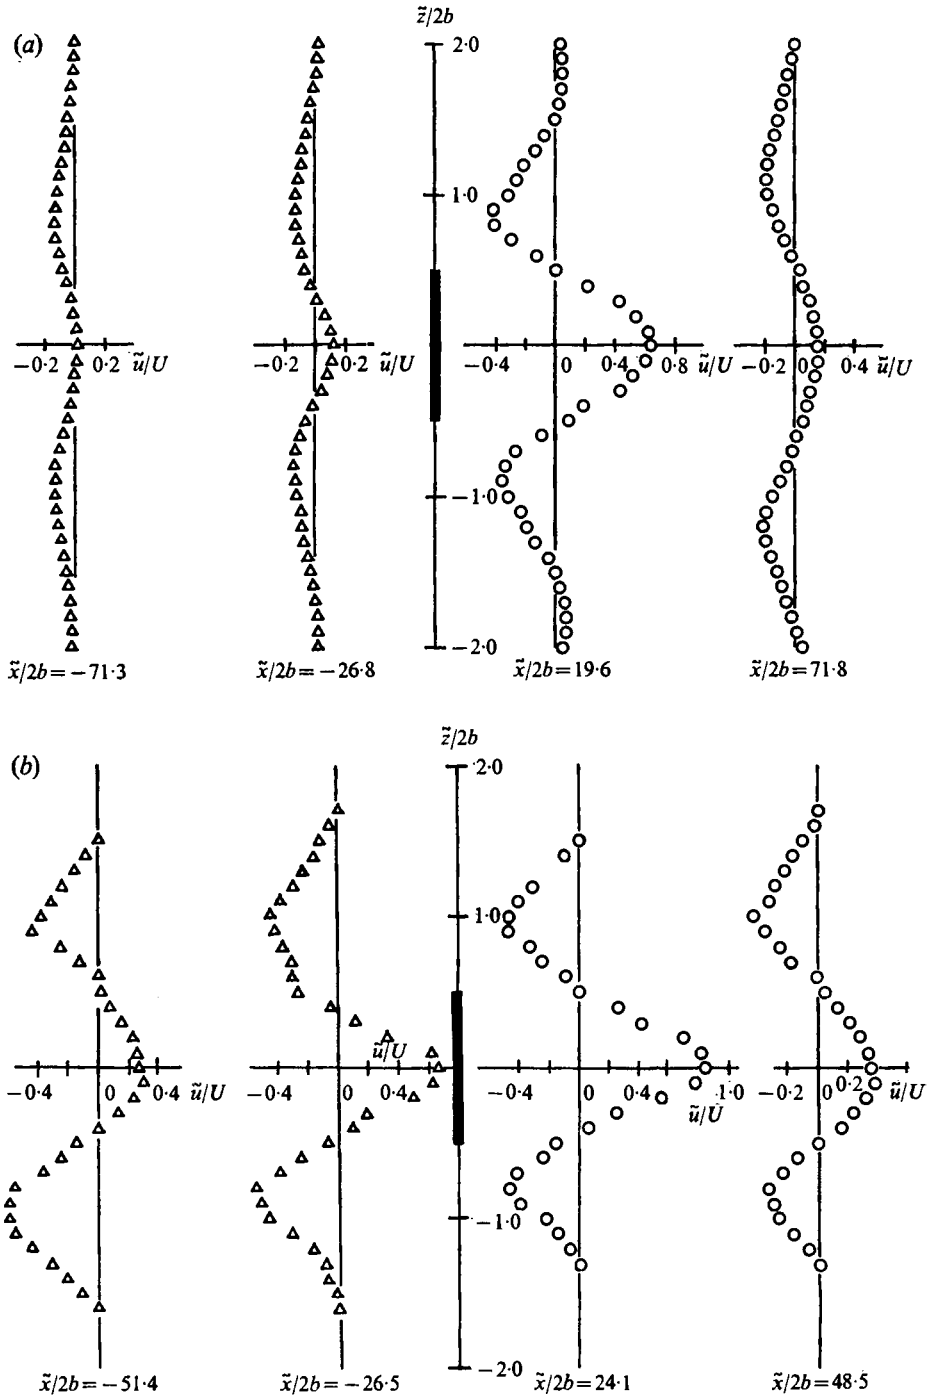 (a)
z̃/2b
2·0
1·0
−0·2 0·2 ũ/U
−0·2 0·2 ũ/U
−0·4 0 0·4 0·8 ũ/U
−0·2 0 0·4 ũ/U
−1·0
−2·0
x̃/2b=−71·3 x̃/2b=−26·8 x̃/2b=19·6 x̃/2b=71·8
(b)
z̃/2b
2·0
1·0
−0·4 0 0·4 ũ/U
−0·4 0 0·4 ũ/U
−0·4 0 1·0 ũ/U
−0·2 0 0·2 ũ/U
−1·0
−2·0
x̃/2b=−51·4 x̃/2b=−26·5 x̃/2b=24·1 x̃/2b=48·5